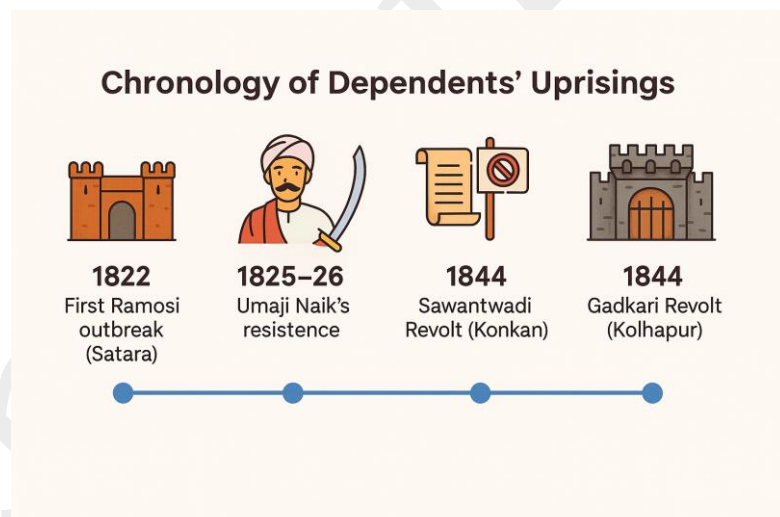 Chronology of Dependents' Uprisings
1822
First Ramosi
outbreak
(Satara)
1825–26
Umaji Naik's
resistence
1844
Sawantwadi
Revolt (Konkan)
1844
Gadkari Revolt
(Kolhapur)